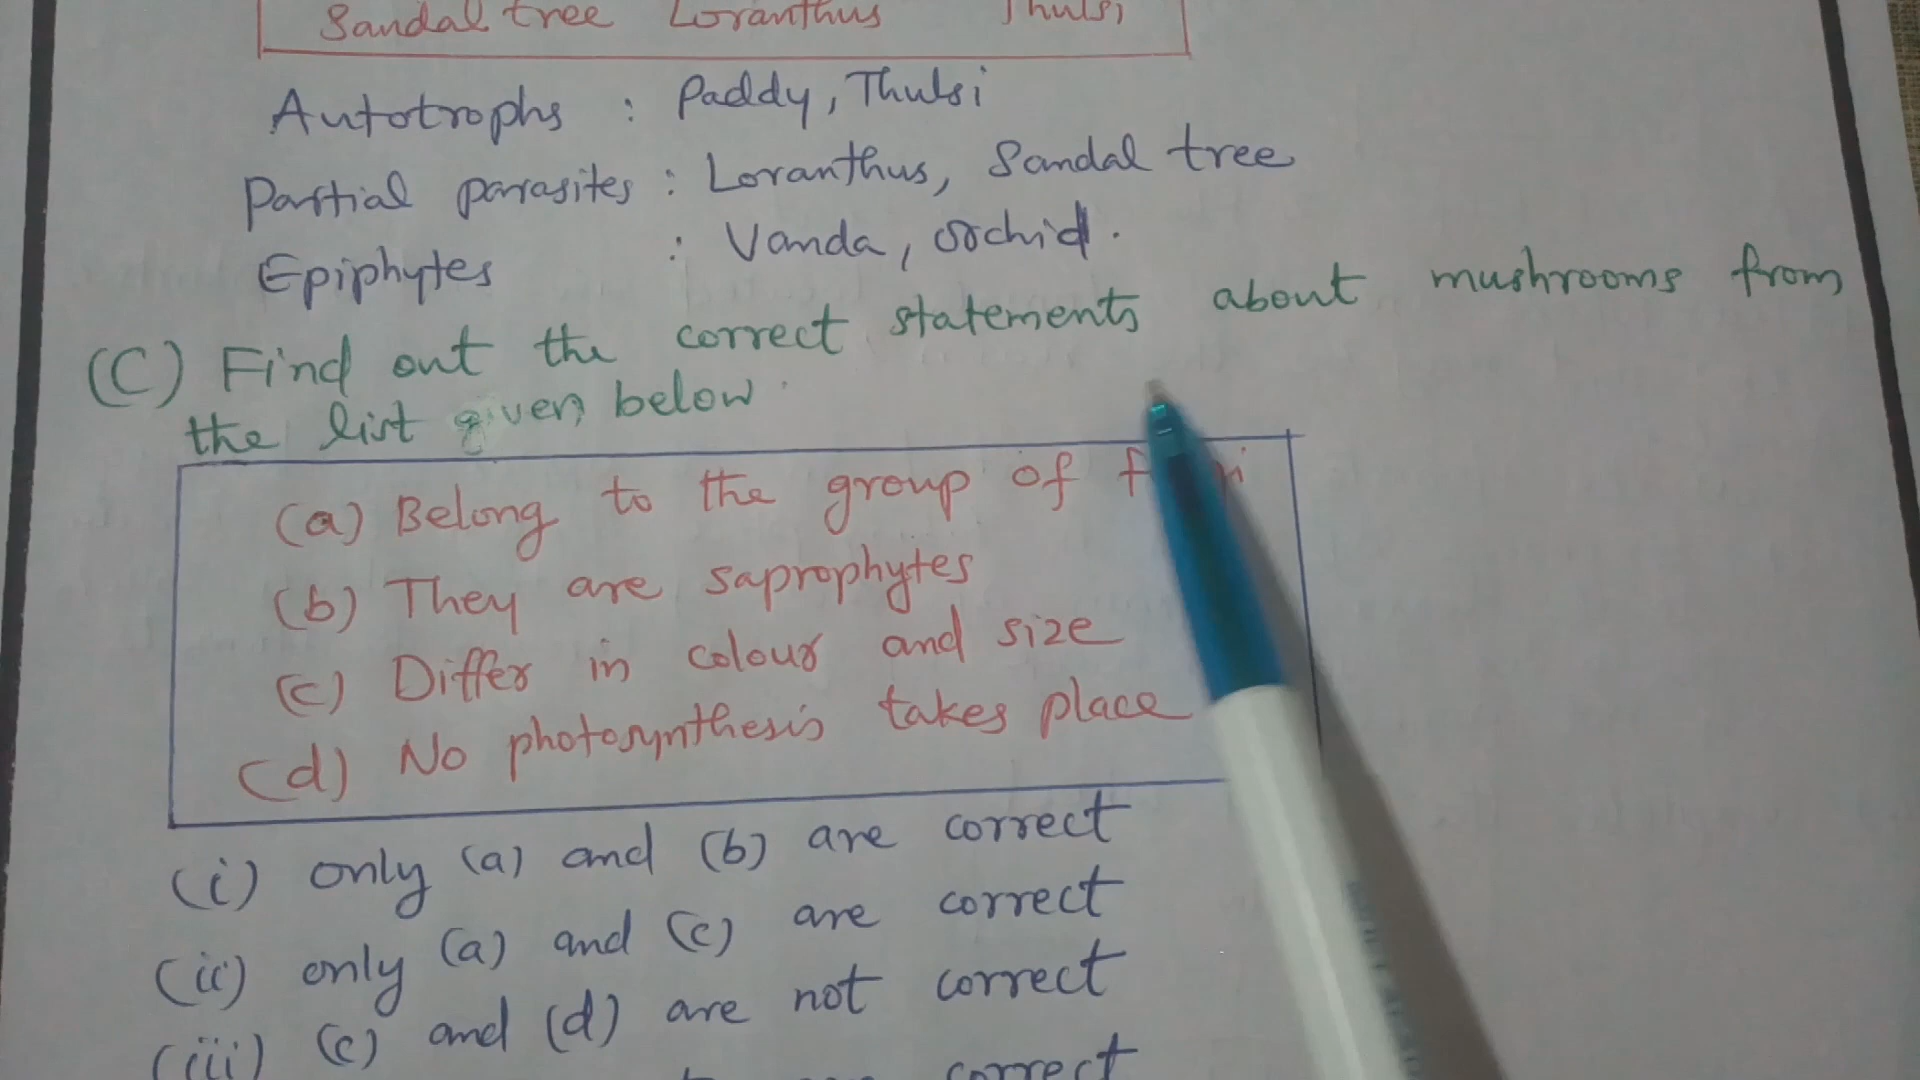 Sandal tree Loranthus Thulsi
Autotrophs : Paddy, Thulsi
Partial parasites : Loranthus, Sandal tree
Epiphytes : Vanda, Orchid.
(C) Find out the correct statements about mushrooms from
the list given below.
(a) Belong to the group of
(b) They are saprophytes
(c) Differ in colour and size
(d) No photosynthesis takes place
(i) only (a) and (b) are correct
(ii) only (a) and (c) are correct
(iii) (c) and (d) are not correct
correct